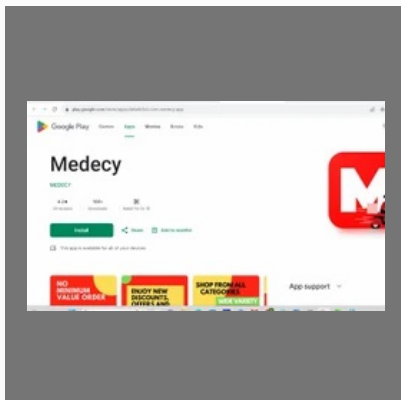 Google Play Games Apps Movies Books Kids
Medecy
MEDECY
Install Share Add to wishlist
This app is available for all of your devices
NO
MINIMUM
VALUE ORDER
ENJOY NEW
DISCOUNTS,
OFFERS AND
SHOP FROM ALL
CATEGORIES
WIDE VARIETY
App support
M